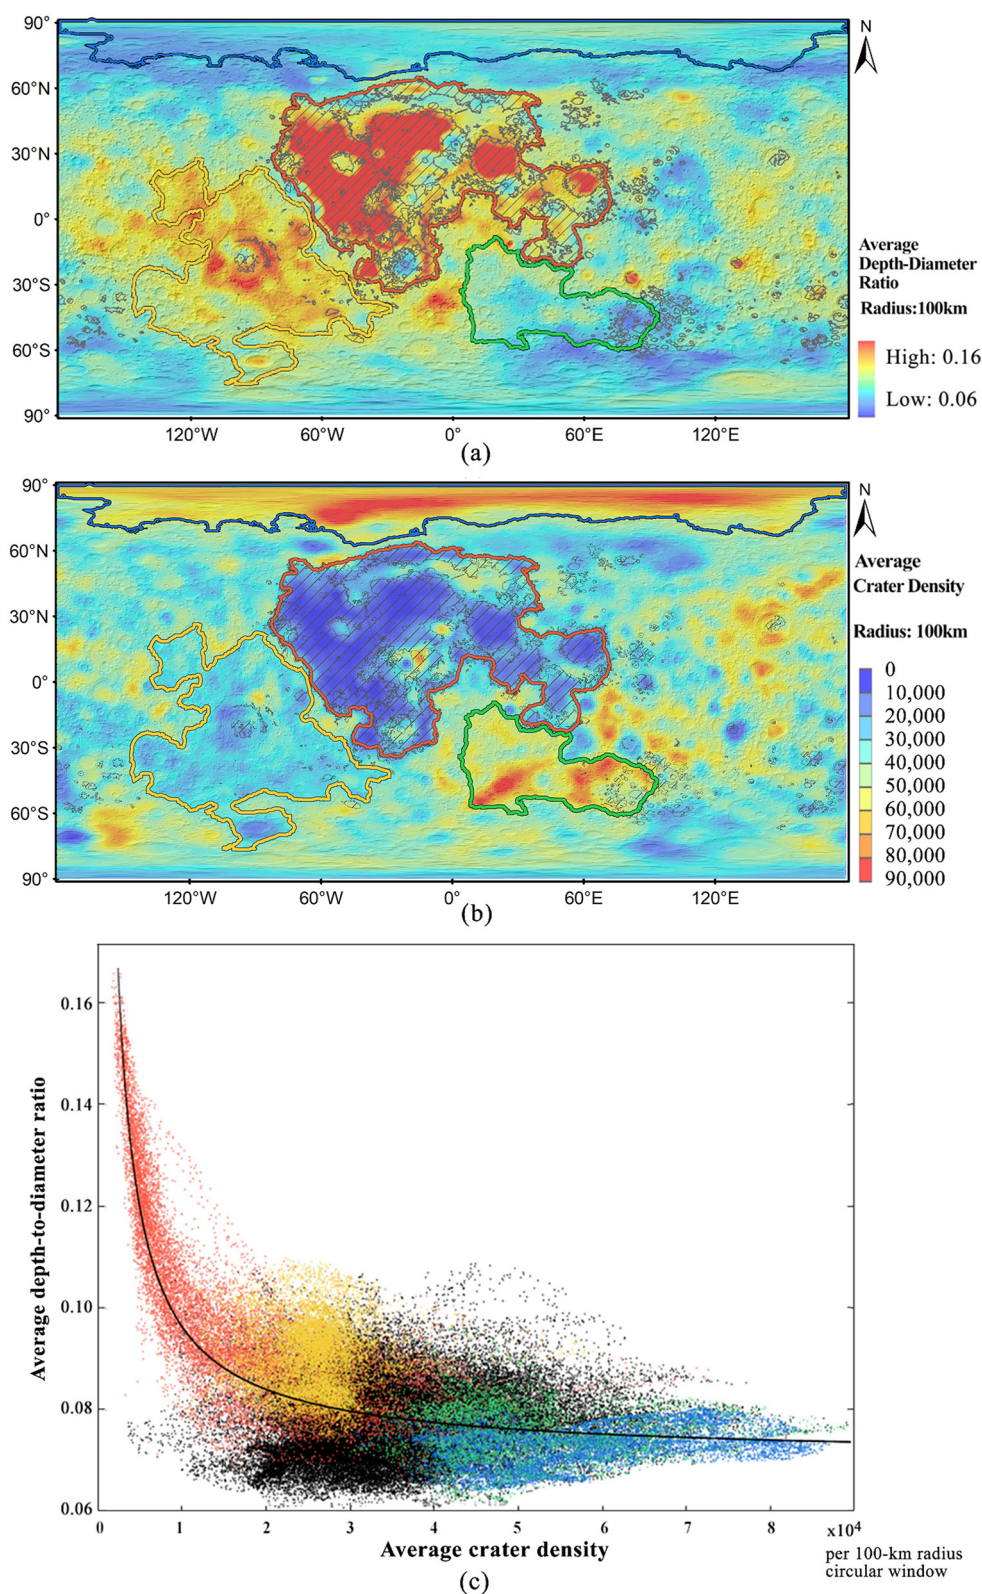 90°
60°N
30°N
0°
30°S
60°S
90°
120°W 60°W 0° 60°E 120°E
N
Average
Depth-Diameter
Ratio
Radius:100km
High: 0.16
Low: 0.06
(a)
90°
60°N
30°N
0°
30°S
60°S
90°
120°W 60°W 0° 60°E 120°E
N
Average
Crater Density
Radius: 100km
0
10,000
20,000
30,000
40,000
50,000
60,000
70,000
80,000
90,000
(b)
Average depth-to-diameter ratio
0.16
0.14
0.12
0.10
0.08
0.06
0 1 2 3 4 5 6 7 8 x10⁴
Average crater density
per 100-km radius
circular window
(c)